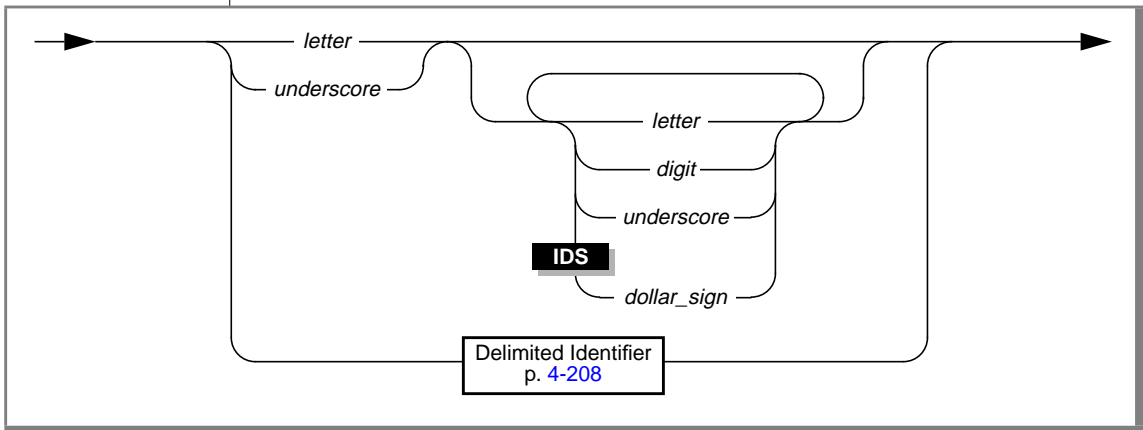 letter
underscore
letter
digit
underscore
IDS
dollar_sign
Delimited Identifier
p. 4-208